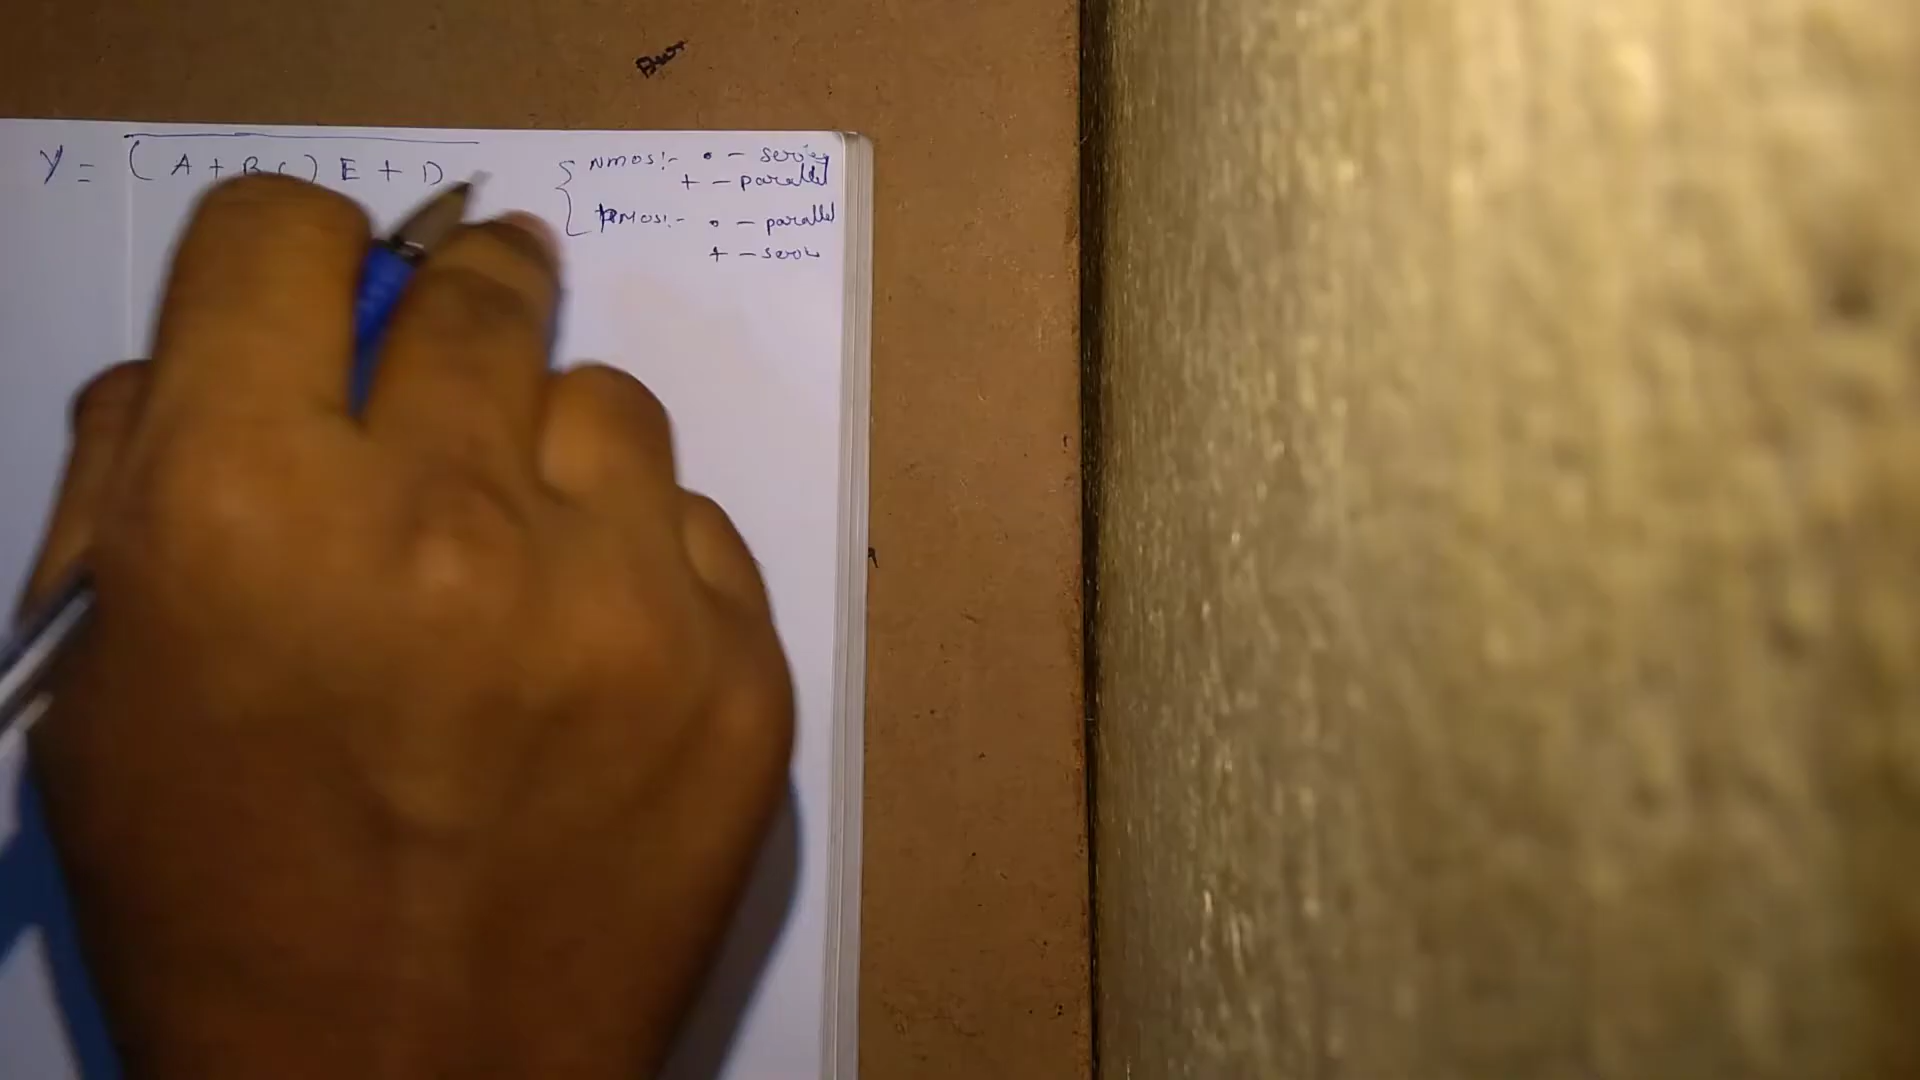 Y = (A + BC) E + D
NMOS:- • - series
+ - parallel
PMOS:- • - parallel
+ - series